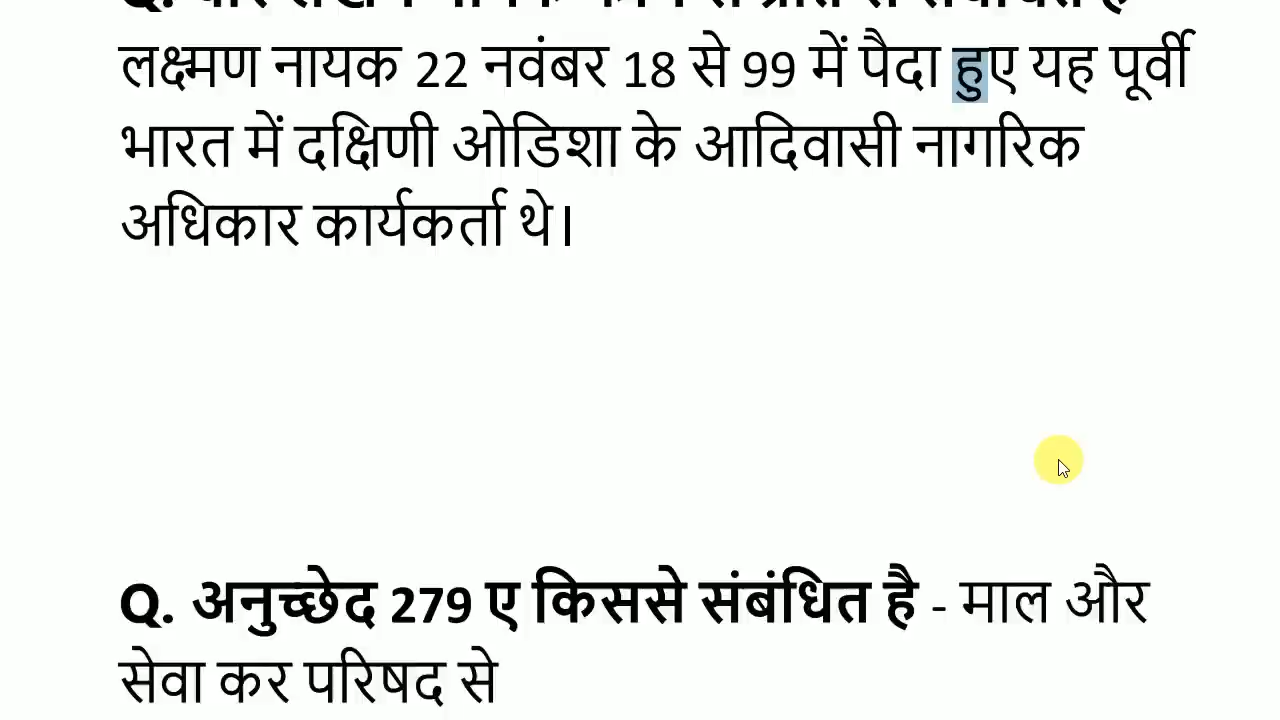 लक्ष्मण नायक 22 नवंबर 18 से 99 में पैदा हुए यह पूर्वी
भारत में दक्षिणी ओडिशा के आदिवासी नागरिक
अधिकार कार्यकर्ता थे।
Q. अनुच्छेद 279 ए किससे संबंधित है - माल और
सेवा कर परिषद से